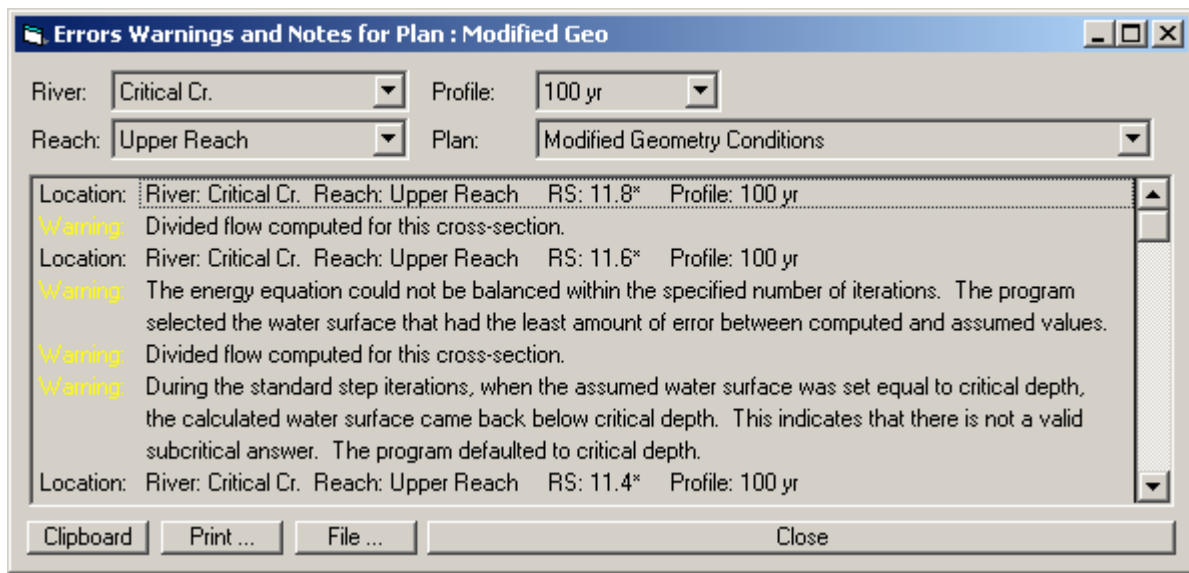 Errors Warnings and Notes for Plan : Modified Geo
River: Critical Cr. Profile: 100 yr
Reach: Upper Reach Plan: Modified Geometry Conditions
Location: River: Critical Cr. Reach: Upper Reach RS: 11.8* Profile: 100 yr
Warning: Divided flow computed for this cross-section.
Location: River: Critical Cr. Reach: Upper Reach RS: 11.6* Profile: 100 yr
Warning: The energy equation could not be balanced within the specified number of iterations. The program
selected the water surface that had the least amount of error between computed and assumed values.
Warning: Divided flow computed for this cross-section.
Warning: During the standard step iterations, when the assumed water surface was set equal to critical depth,
the calculated water surface came back below critical depth. This indicates that there is not a valid
subcritical answer. The program defaulted to critical depth.
Location: River: Critical Cr. Reach: Upper Reach RS: 11.4* Profile: 100 yr
Clipboard Print ... File ... Close